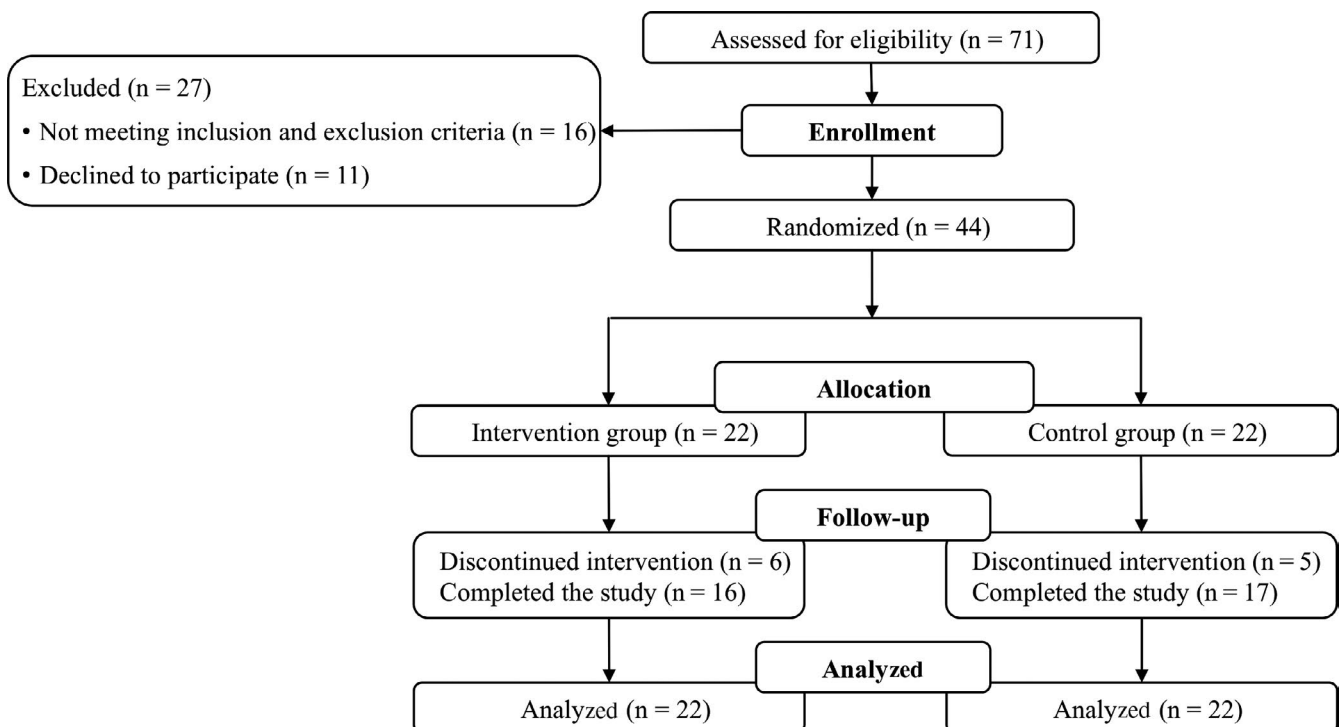 Assessed for eligibility (n = 71)
Excluded (n = 27)
• Not meeting inclusion and exclusion criteria (n = 16)
• Declined to participate (n = 11)
Enrollment
Randomized (n = 44)
Allocation
Intervention group (n = 22)
Control group (n = 22)
Follow-up
Discontinued intervention (n = 6)
Completed the study (n = 16)
Discontinued intervention (n = 5)
Completed the study (n = 17)
Analyzed
Analyzed (n = 22)
Analyzed (n = 22)